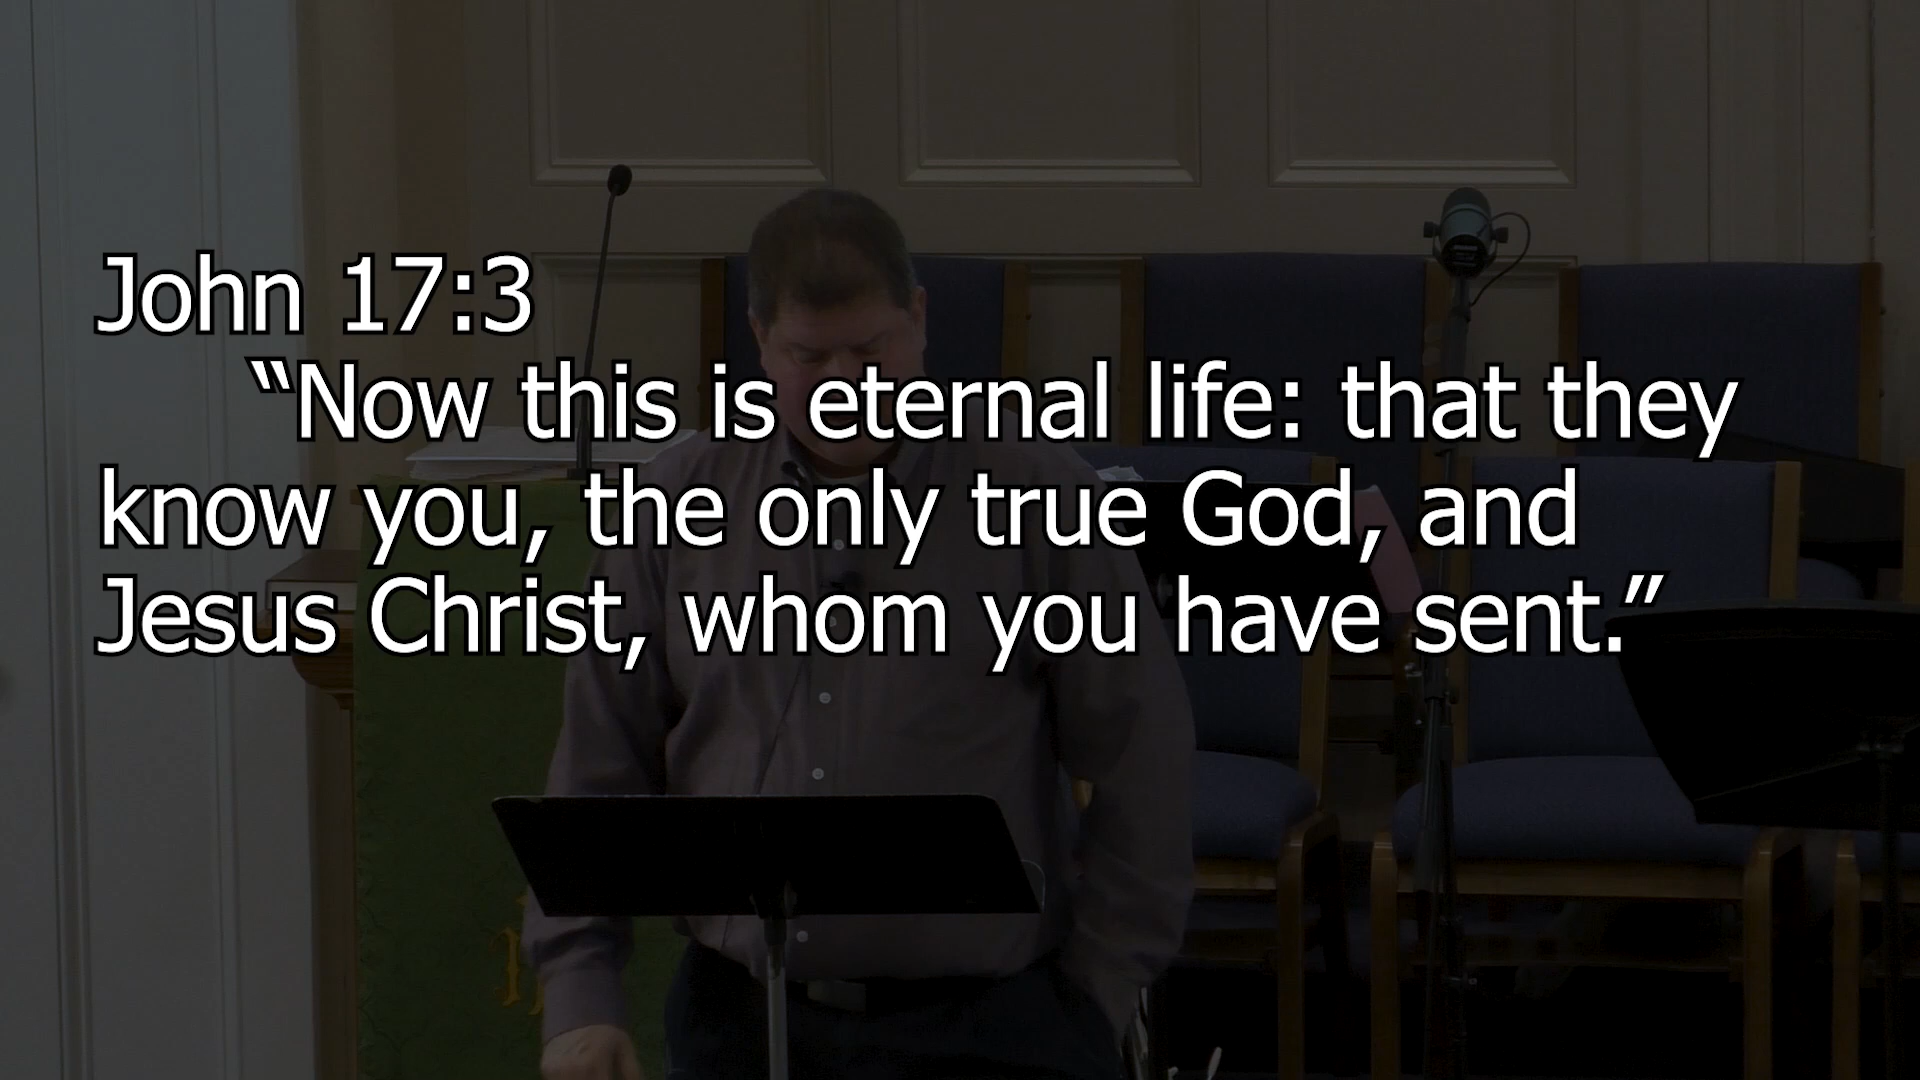 John 17:3
“Now this is eternal life: that they
know you, the only true God, and
Jesus Christ, whom you have sent.”